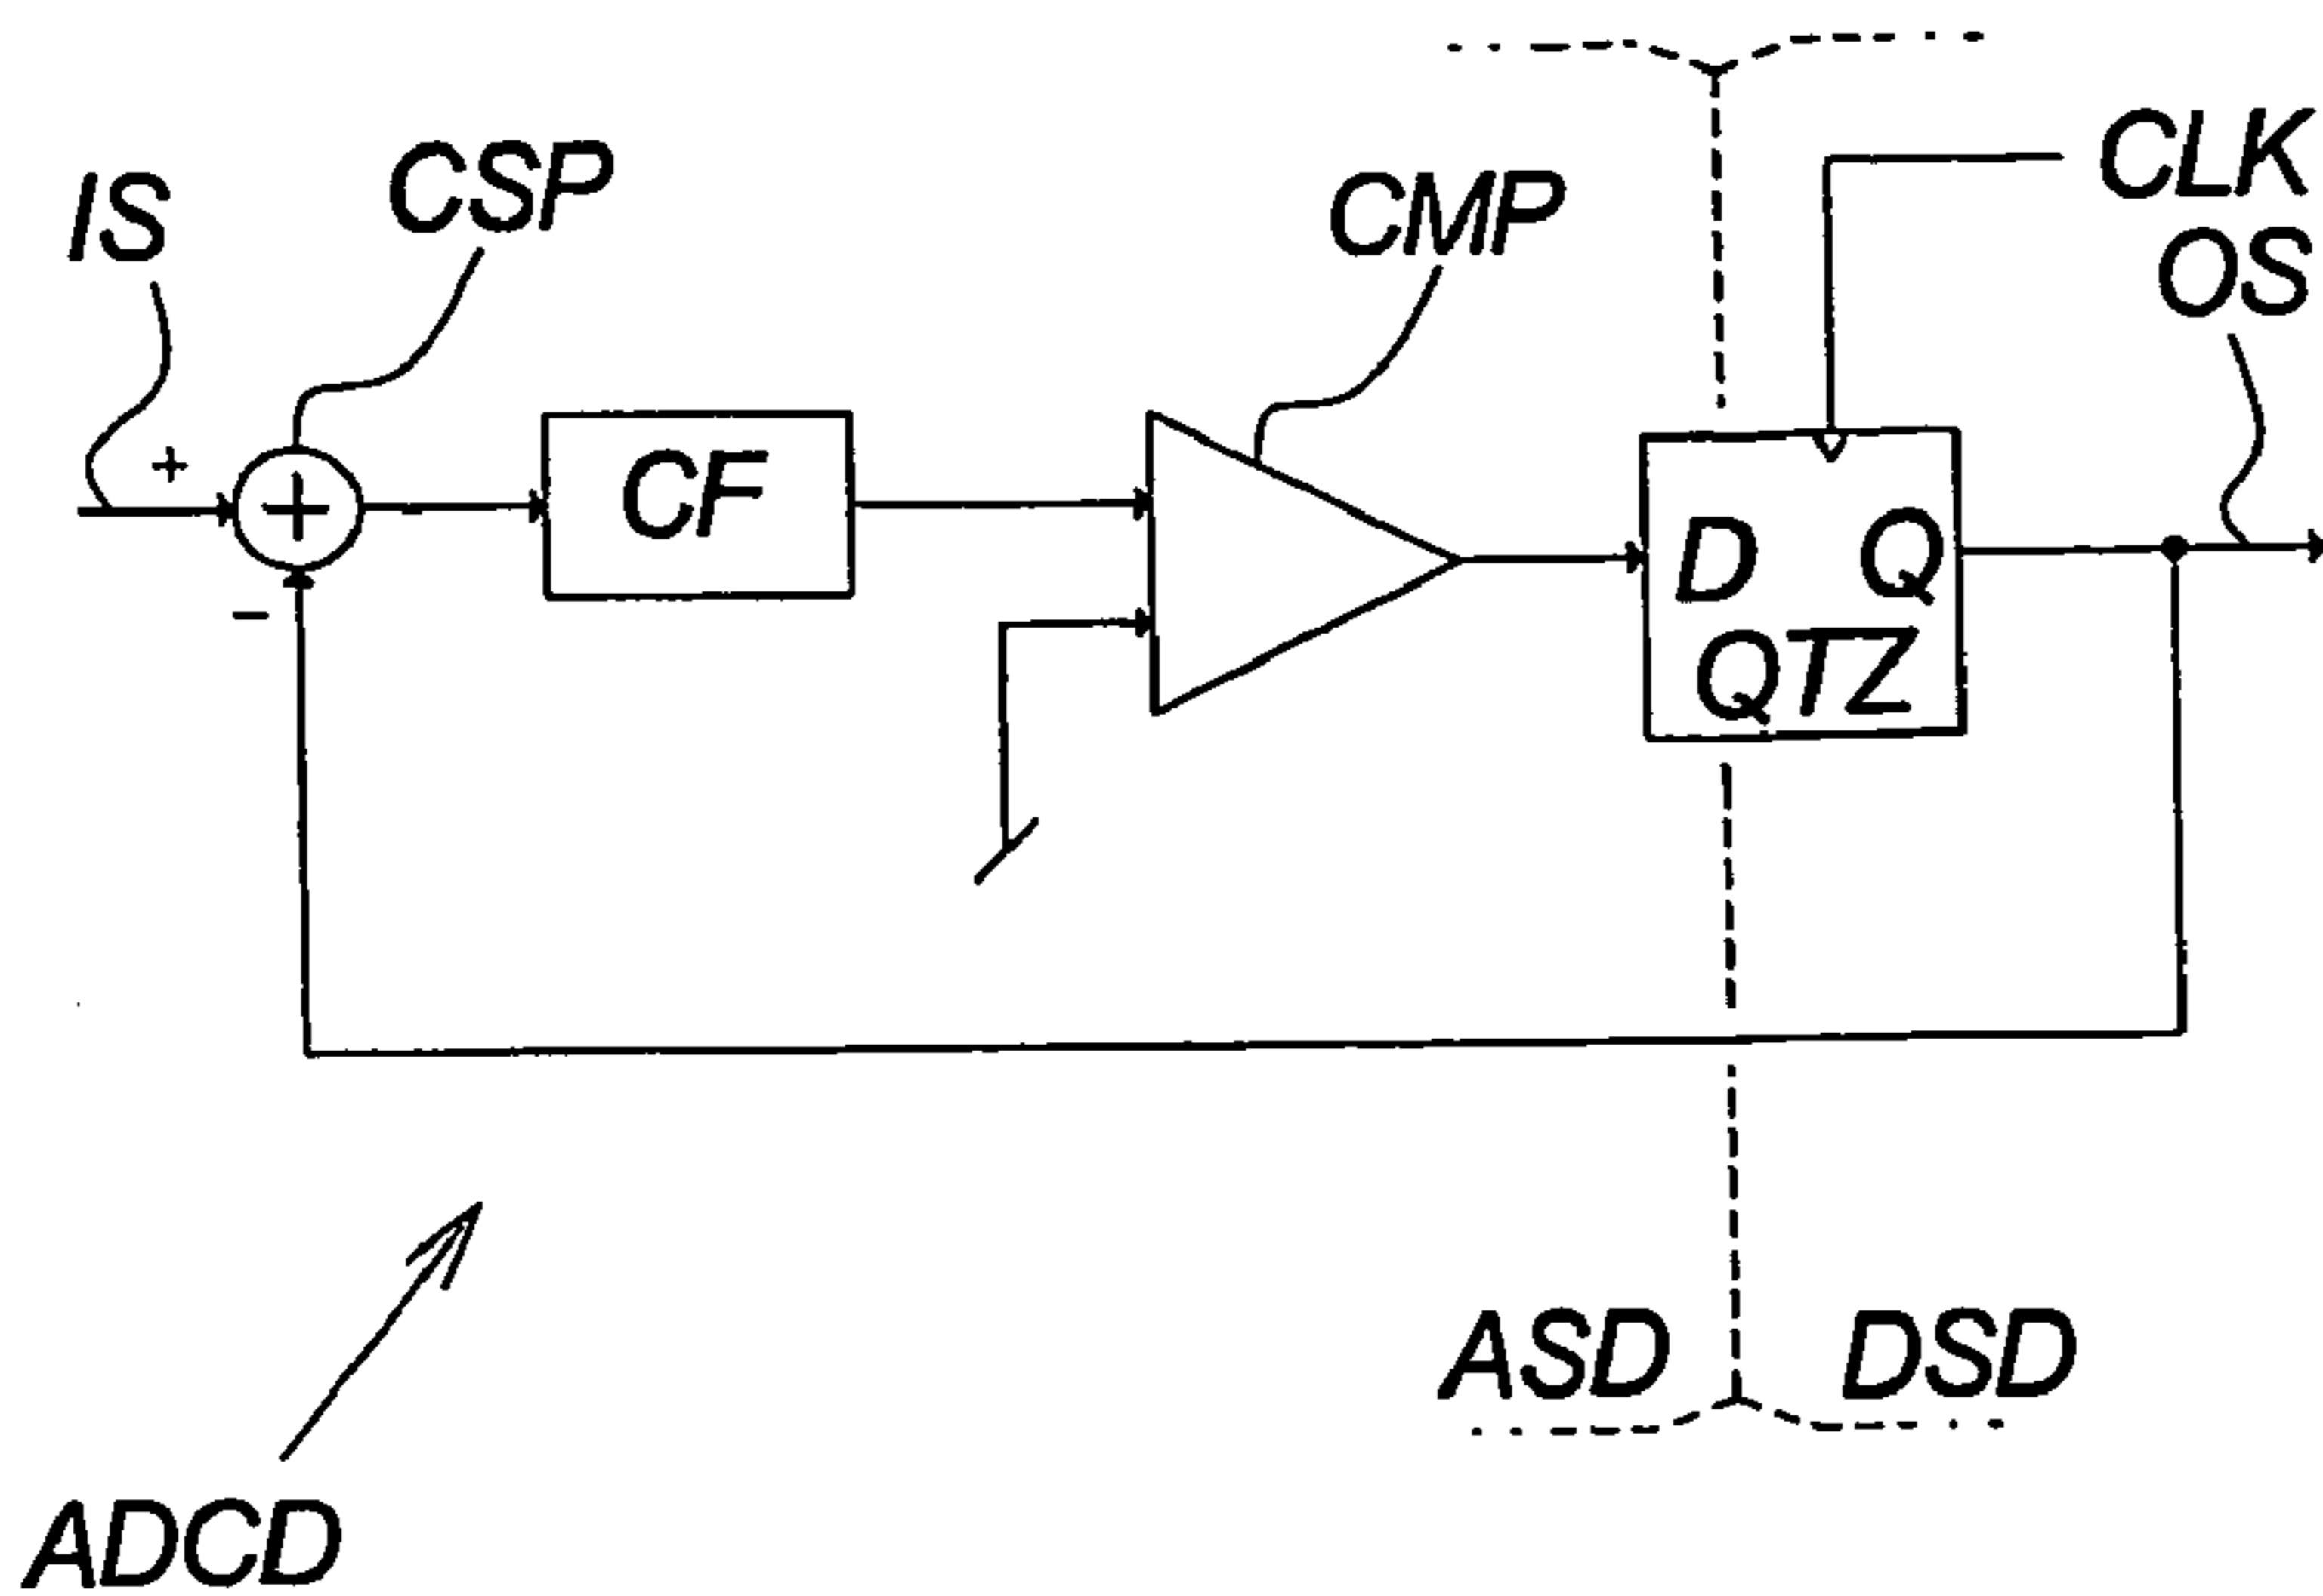 IS
CSP
CMP
CLK
OS
+
+
CF
D Q
QTZ
-
ASD
DSD
ADCD